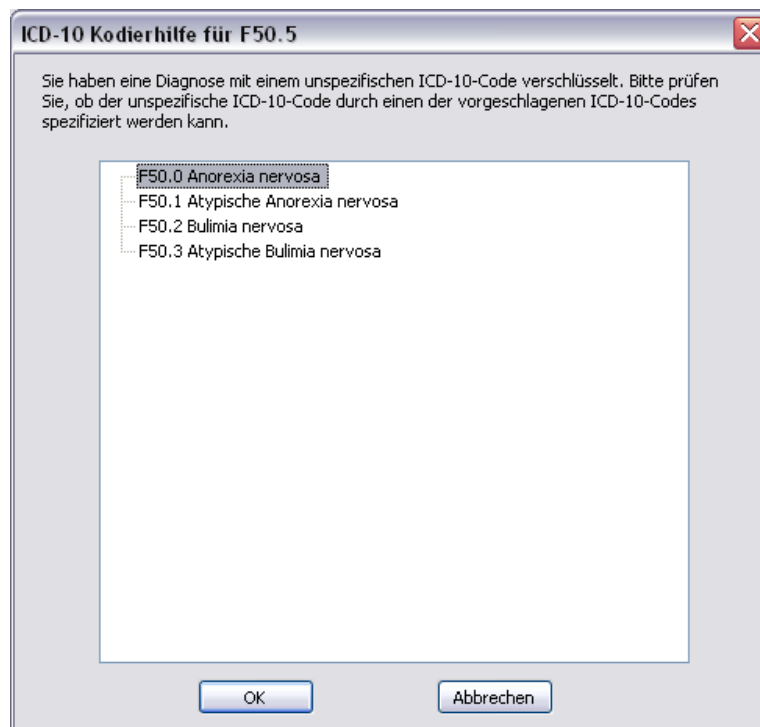 ICD-10 Kodierhilfe für F50.5
Sie haben eine Diagnose mit einem unspezifischen ICD-10-Code verschlüsselt. Bitte prüfen
Sie, ob der unspezifische ICD-10-Code durch einen der vorgeschlagenen ICD-10-Codes
spezifiziert werden kann.
F50.0 Anorexia nervosa
F50.1 Atypische Anorexia nervosa
F50.2 Bulimia nervosa
F50.3 Atypische Bulimia nervosa
OK Abbrechen